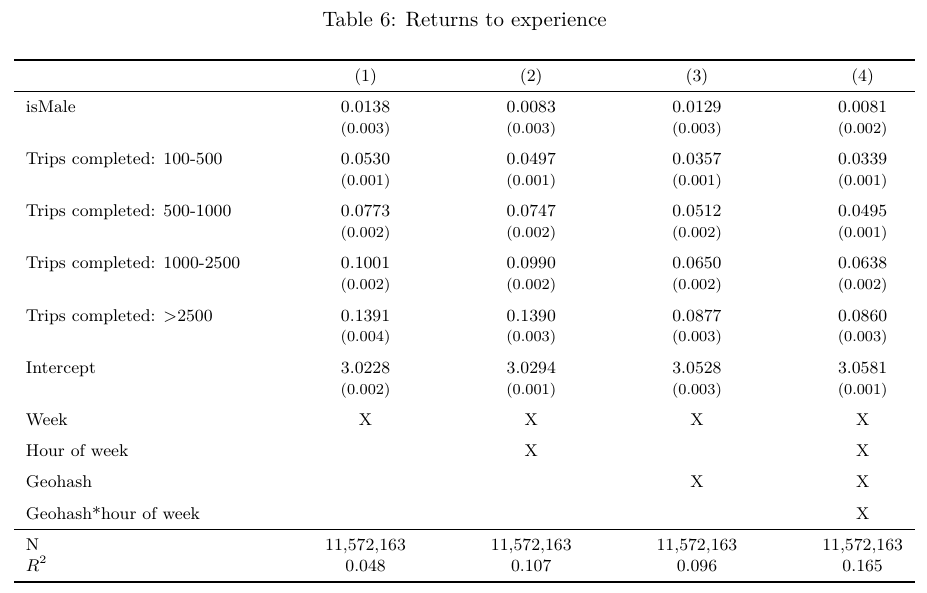 Table 6: Returns to experience
(1) (2) (3) (4)
isMale 0.0138 0.0083 0.0129 0.0081
(0.003) (0.003) (0.003) (0.002)
Trips completed: 100-500 0.0530 0.0497 0.0357 0.0339
(0.001) (0.001) (0.001) (0.001)
Trips completed: 500-1000 0.0773 0.0747 0.0512 0.0495
(0.002) (0.002) (0.002) (0.001)
Trips completed: 1000-2500 0.1001 0.0990 0.0650 0.0638
(0.002) (0.002) (0.002) (0.002)
Trips completed: >2500 0.1391 0.1390 0.0877 0.0860
(0.004) (0.003) (0.003) (0.003)
Intercept 3.0228 3.0294 3.0528 3.0581
(0.002) (0.001) (0.003) (0.001)
Week X X X X
Hour of week X X
Geohash X X
Geohash*hour of week X
N 11,572,163 11,572,163 11,572,163 11,572,163
R² 0.048 0.107 0.096 0.165